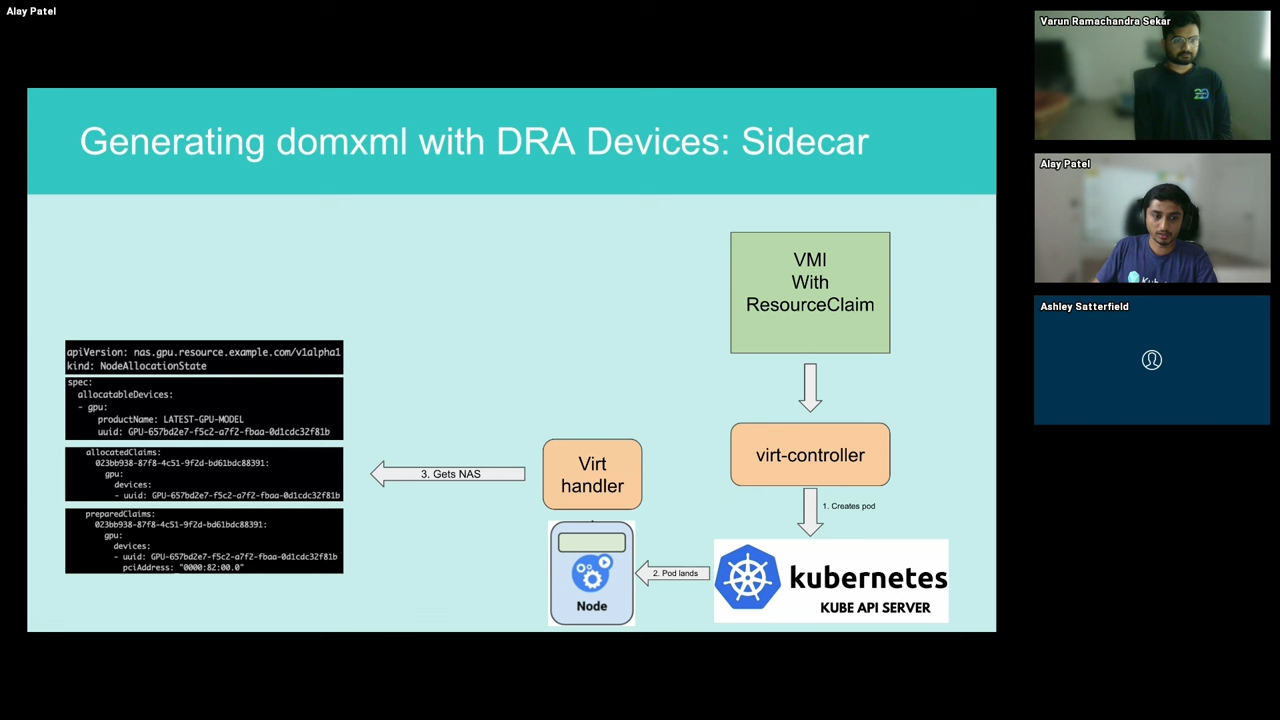 Alay Patel
Varun Ramachandra Sekar
Alay Patel
Ashley Satterfield
Generating domxml with DRA Devices: Sidecar
VMI
With
ResourceClaim
virt-controller
1. Creates pod
kubernetes
KUBE API SERVER
2. Pod lands
Virt
handler
Node
3. Gets NAS
apiVersion: nas.gpu.resource.example.com/v1alpha1
kind: NodeAllocationState
spec:
allocatableDevices:
- gpu:
productName: LATEST-GPU-MODEL
uuid: GPU-657bd2e7-f5c2-a7f2-fbaa-0d1cdc32f81b
allocatedClaims:
023bb938-87f8-4c51-9f2d-bd61bdc88391:
gpu:
devices:
- uuid: GPU-657bd2e7-f5c2-a7f2-fbaa-0d1cdc32f81b
preparedClaims:
023bb938-87f8-4c51-9f2d-bd61bdc88391:
gpu:
devices:
- uuid: GPU-657bd2e7-f5c2-a7f2-fbaa-0d1cdc32f81b
pciAddress: "0000:82:00.0"